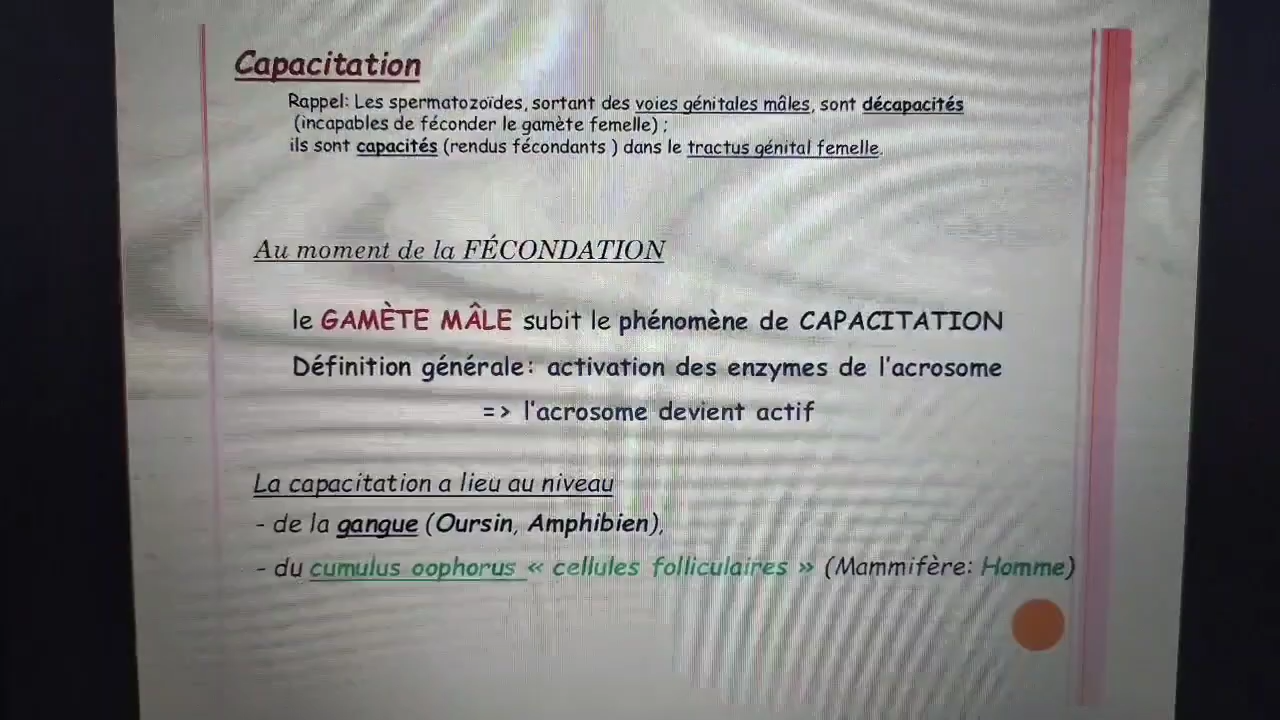 Capacitation
Rappel: Les spermatozoïdes, sortant des voies génitales mâles, sont décapacités
(incapables de féconder le gamète femelle) ;
ils sont capacités (rendus fécondants ) dans le tractus génital femelle.
Au moment de la FÉCONDATION
le GAMÈTE MÂLE subit le phénomène de CAPACITATION
Définition générale: activation des enzymes de l'acrosome
=> l'acrosome devient actif
La capacitation a lieu au niveau
- de la gangue (Oursin, Amphibien),
- du cumulus oophorus « cellules folliculaires » (Mammifère: Homme)